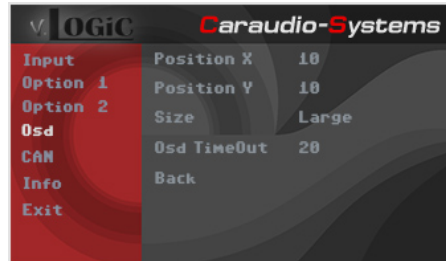 v.LOGiC Caraudio-Systems
Input
Option 1
Option 2
Osd
CAN
Info
Exit
Position X 10
Position Y 10
Size Large
Osd TimeOut 20
Back